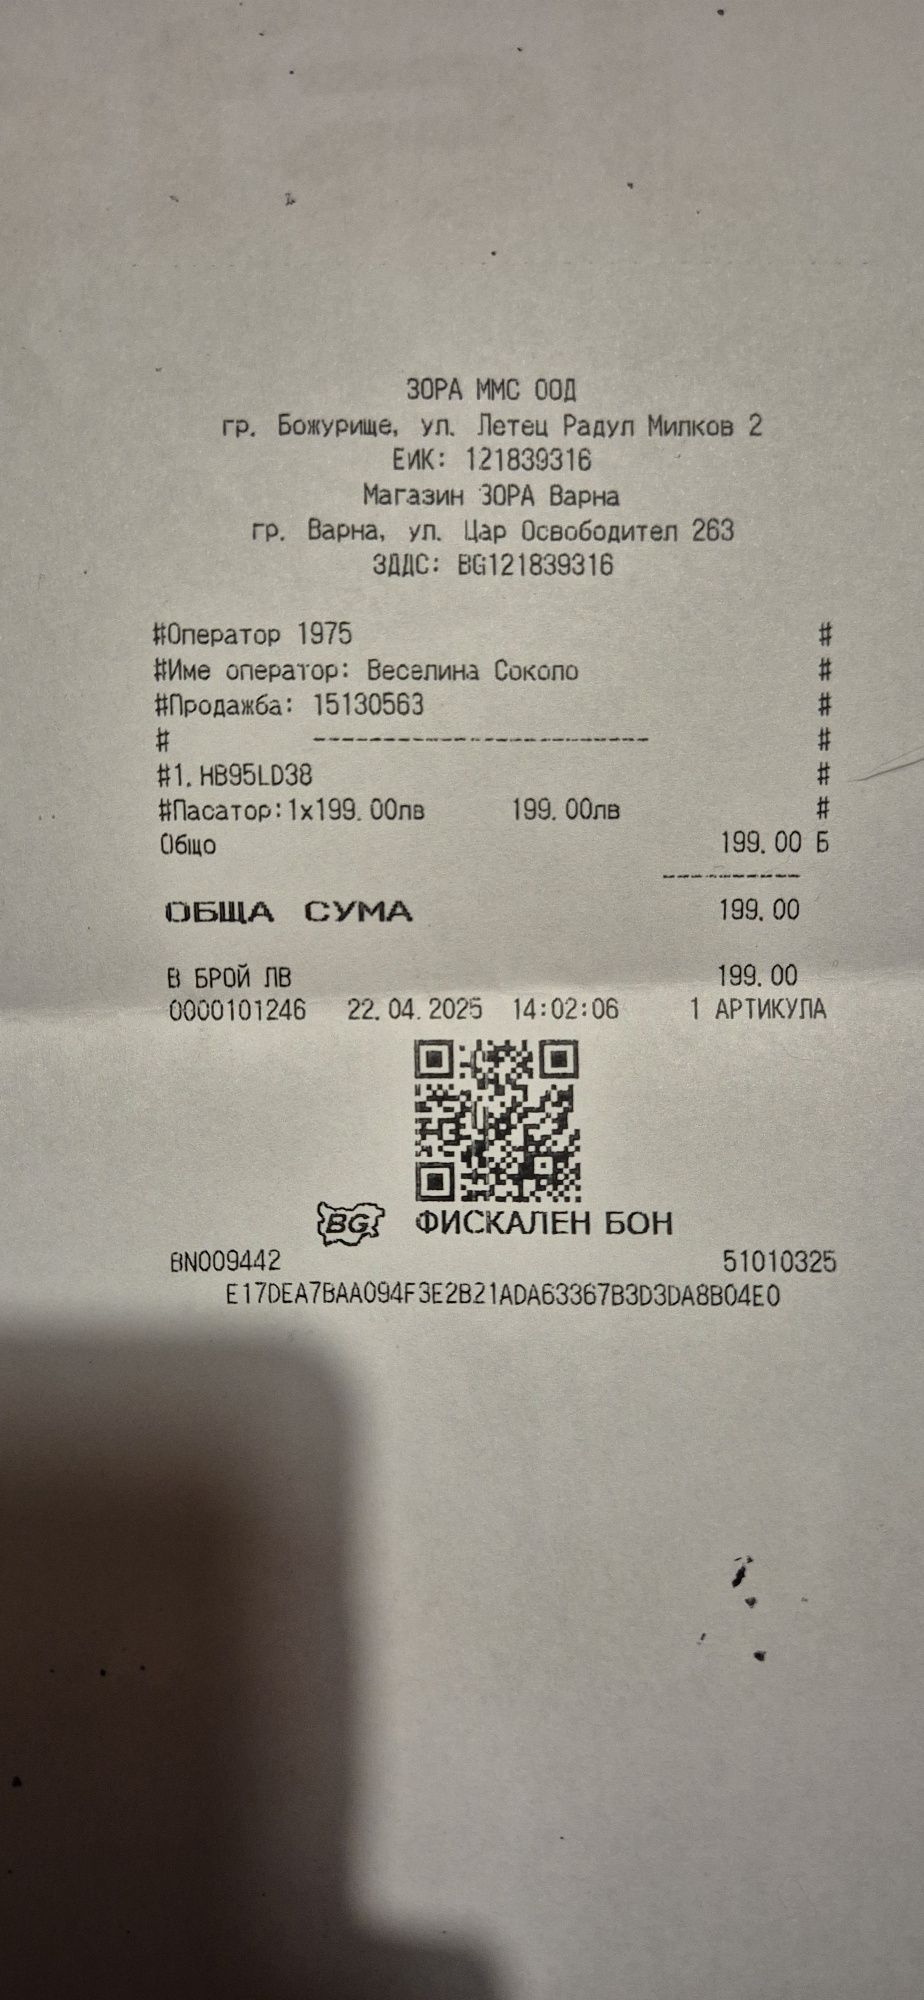 ЗОРА ММС ООД
гр. Божурище, ул. Летец Радул Милков 2
ЕИК: 121839316
Магазин ЗОРА Варна
гр. Варна, ул. Цар Освободител 263
ЗДДС: BG121839316
#Оператор 1975 #
#Име оператор: Веселина Соколо #
#Продажба: 15130563 #
# ------------------------ #
#1. HB95LD38 #
#Пасатор:1x199.00лв 199.00лв #
Общо 199.00 Б
----------
ОБЩА СУМА 199.00
В БРОЙ ЛВ 199.00
0000101246 22.04.2025 14:02:06 1 АРТИКУЛА
BG ФИСКАЛЕН БОН
BN009442 51010325
E17DEA7BAA094F3E2B21ADA63367B3D3DA8B04E0